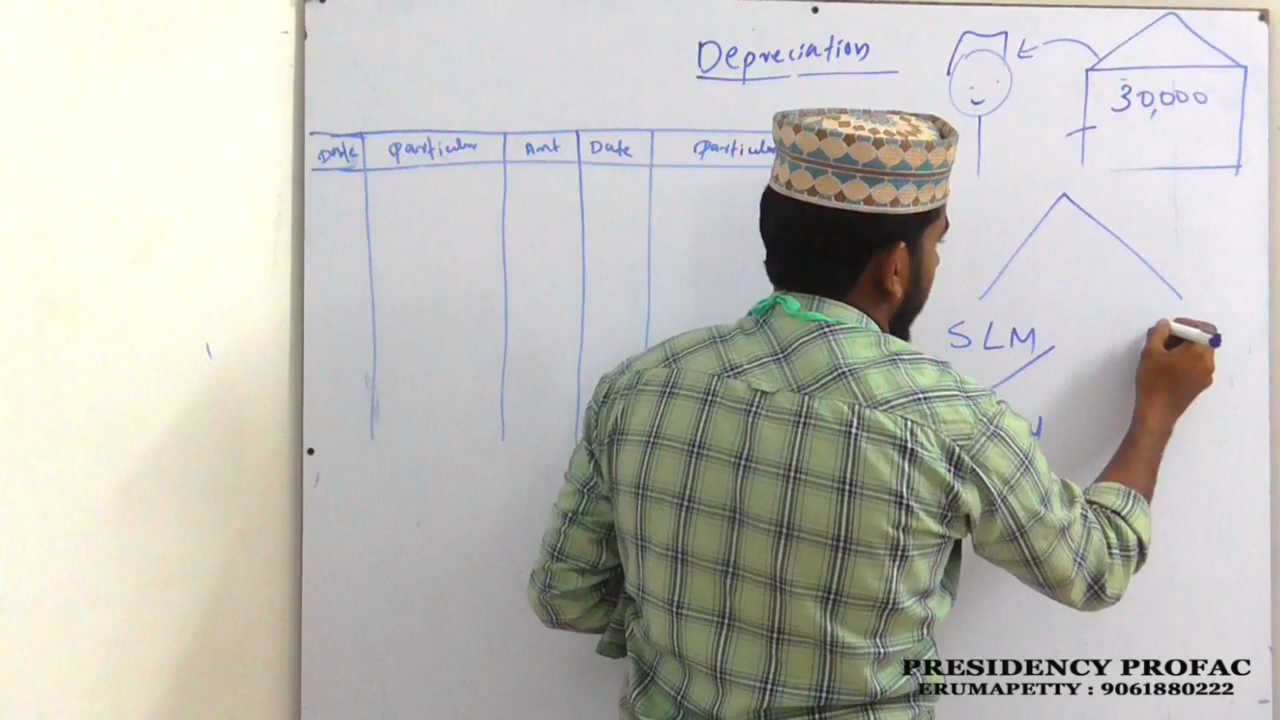 Depreciation
30,000
Date Particular Amt Date Particular
SLM
PRESIDENCY PROFAC
ERUMAPETTY : 9061880222